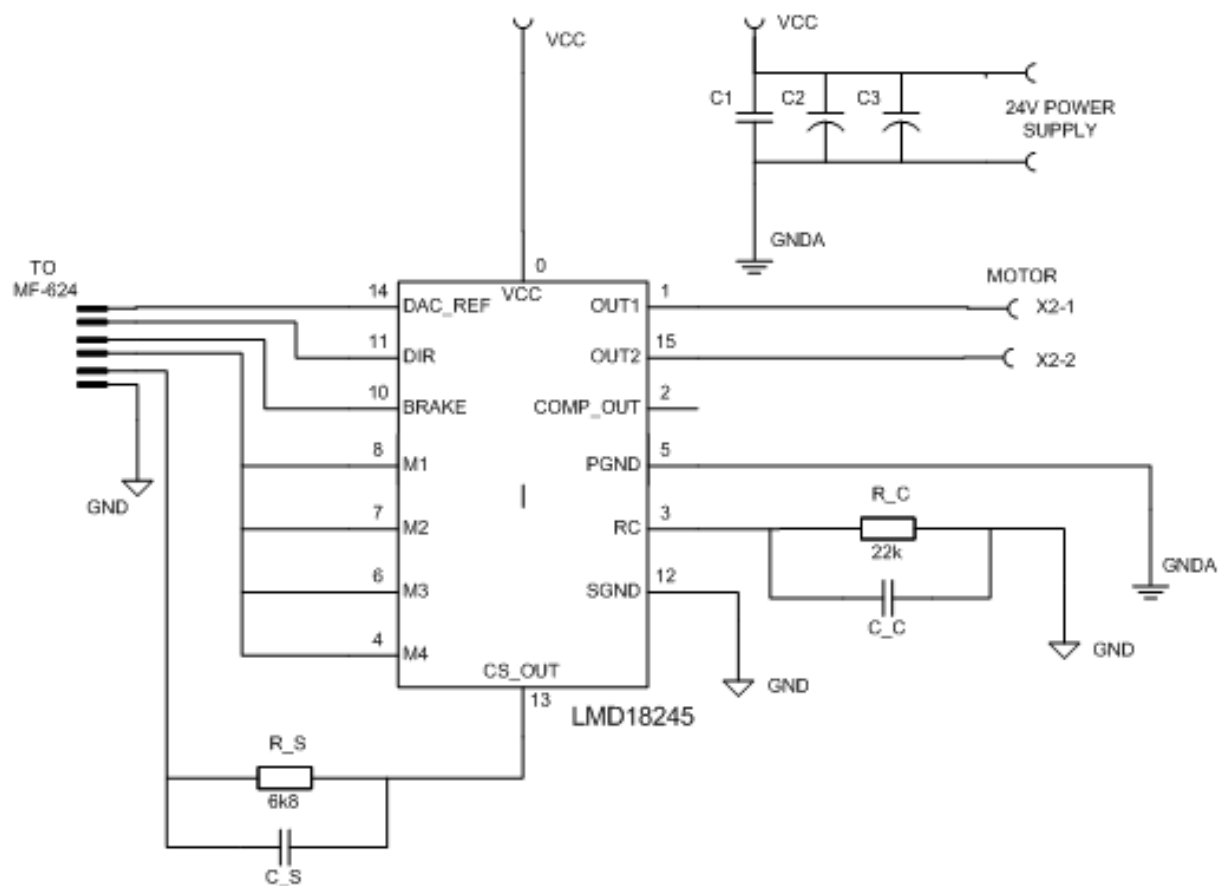 VCC
VCC
C1
C2
C3
24V POWER
SUPPLY
GNDA
TO
MF-624
0
VCC
MOTOR
14
DAC_REF
OUT1
1
X2-1
11
DIR
OUT2
15
X2-2
10
BRAKE
COMP_OUT
2
8
M1
PGND
5
GND
R_C
7
M2
RC
3
22k
GNDA
6
M3
SGND
12
C_C
4
M4
GND
CS_OUT
GND
13
LMD18245
R_S
6k8
C_S